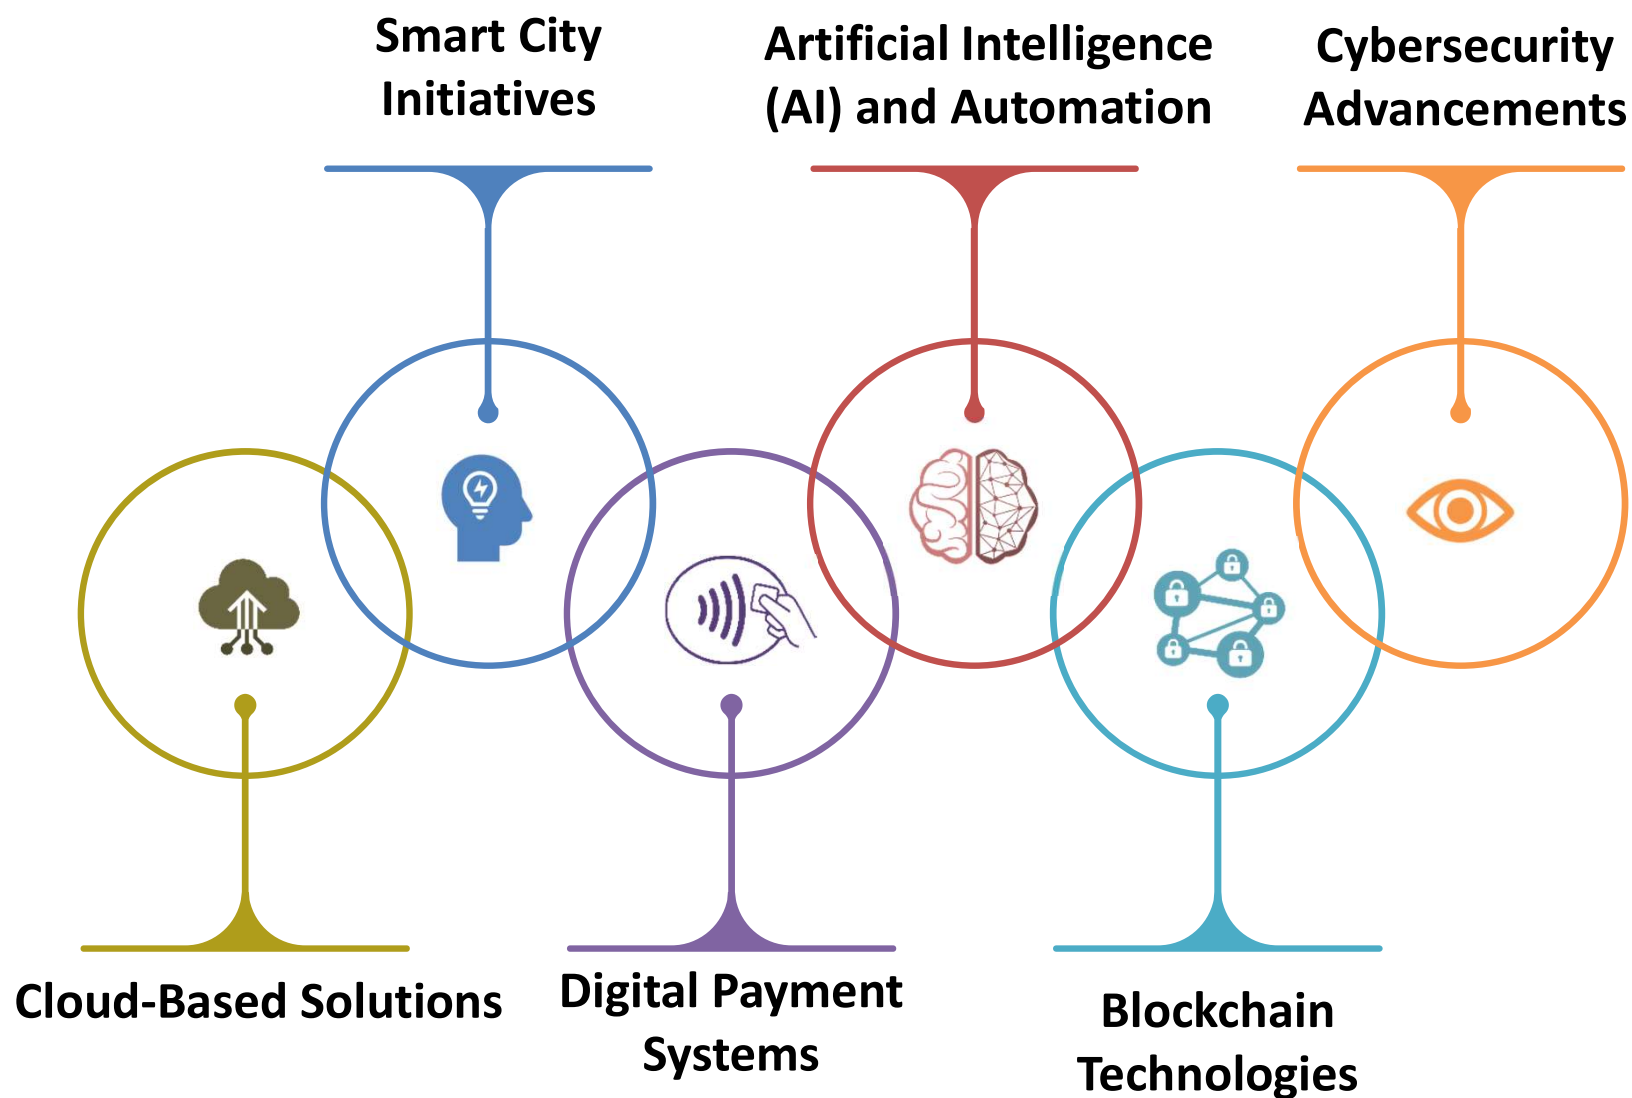 Smart City
Initiatives
Artificial Intelligence
(AI) and Automation
Cybersecurity
Advancements
Cloud-Based Solutions
Digital Payment
Systems
Blockchain
Technologies